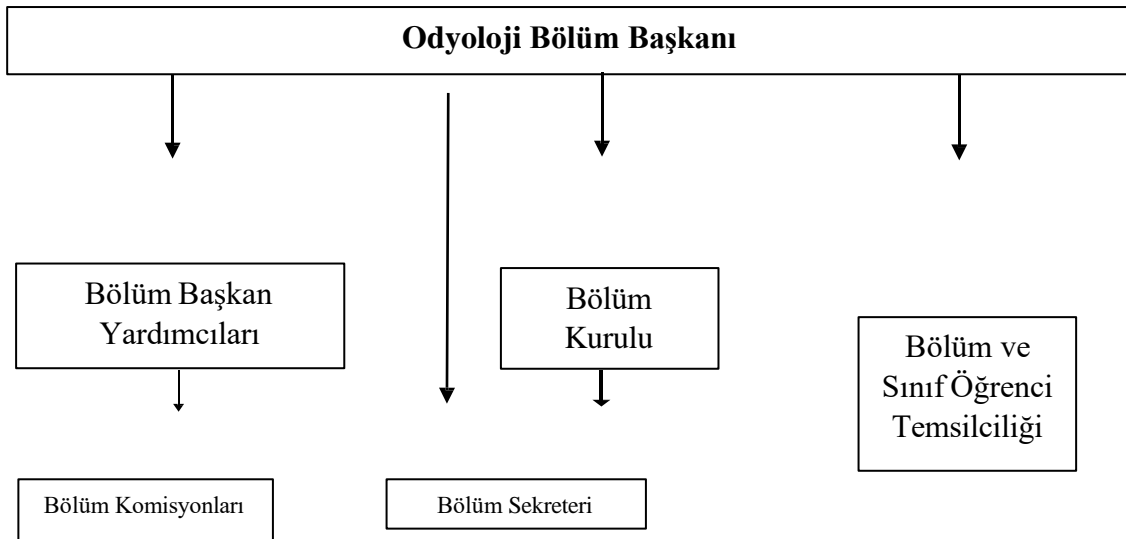 Odyoloji Bölüm Başkanı
Bölüm Başkan
Yardımcıları
Bölüm
Kurulu
Bölüm ve
Sınıf Öğrenci
Temsilciliği
Bölüm Komisyonları
Bölüm Sekreteri